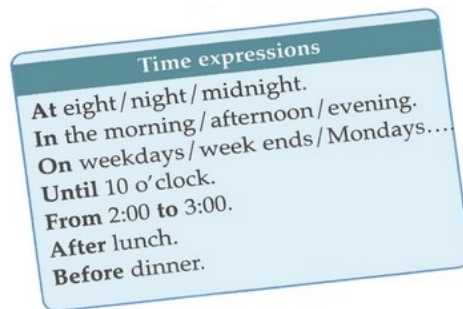 Time expressions
At eight/night/midnight.
In the morning/afternoon/evening.
On weekdays/week ends/Mondays....
Until 10 o'clock.
From 2:00 to 3:00.
After lunch.
Before dinner.